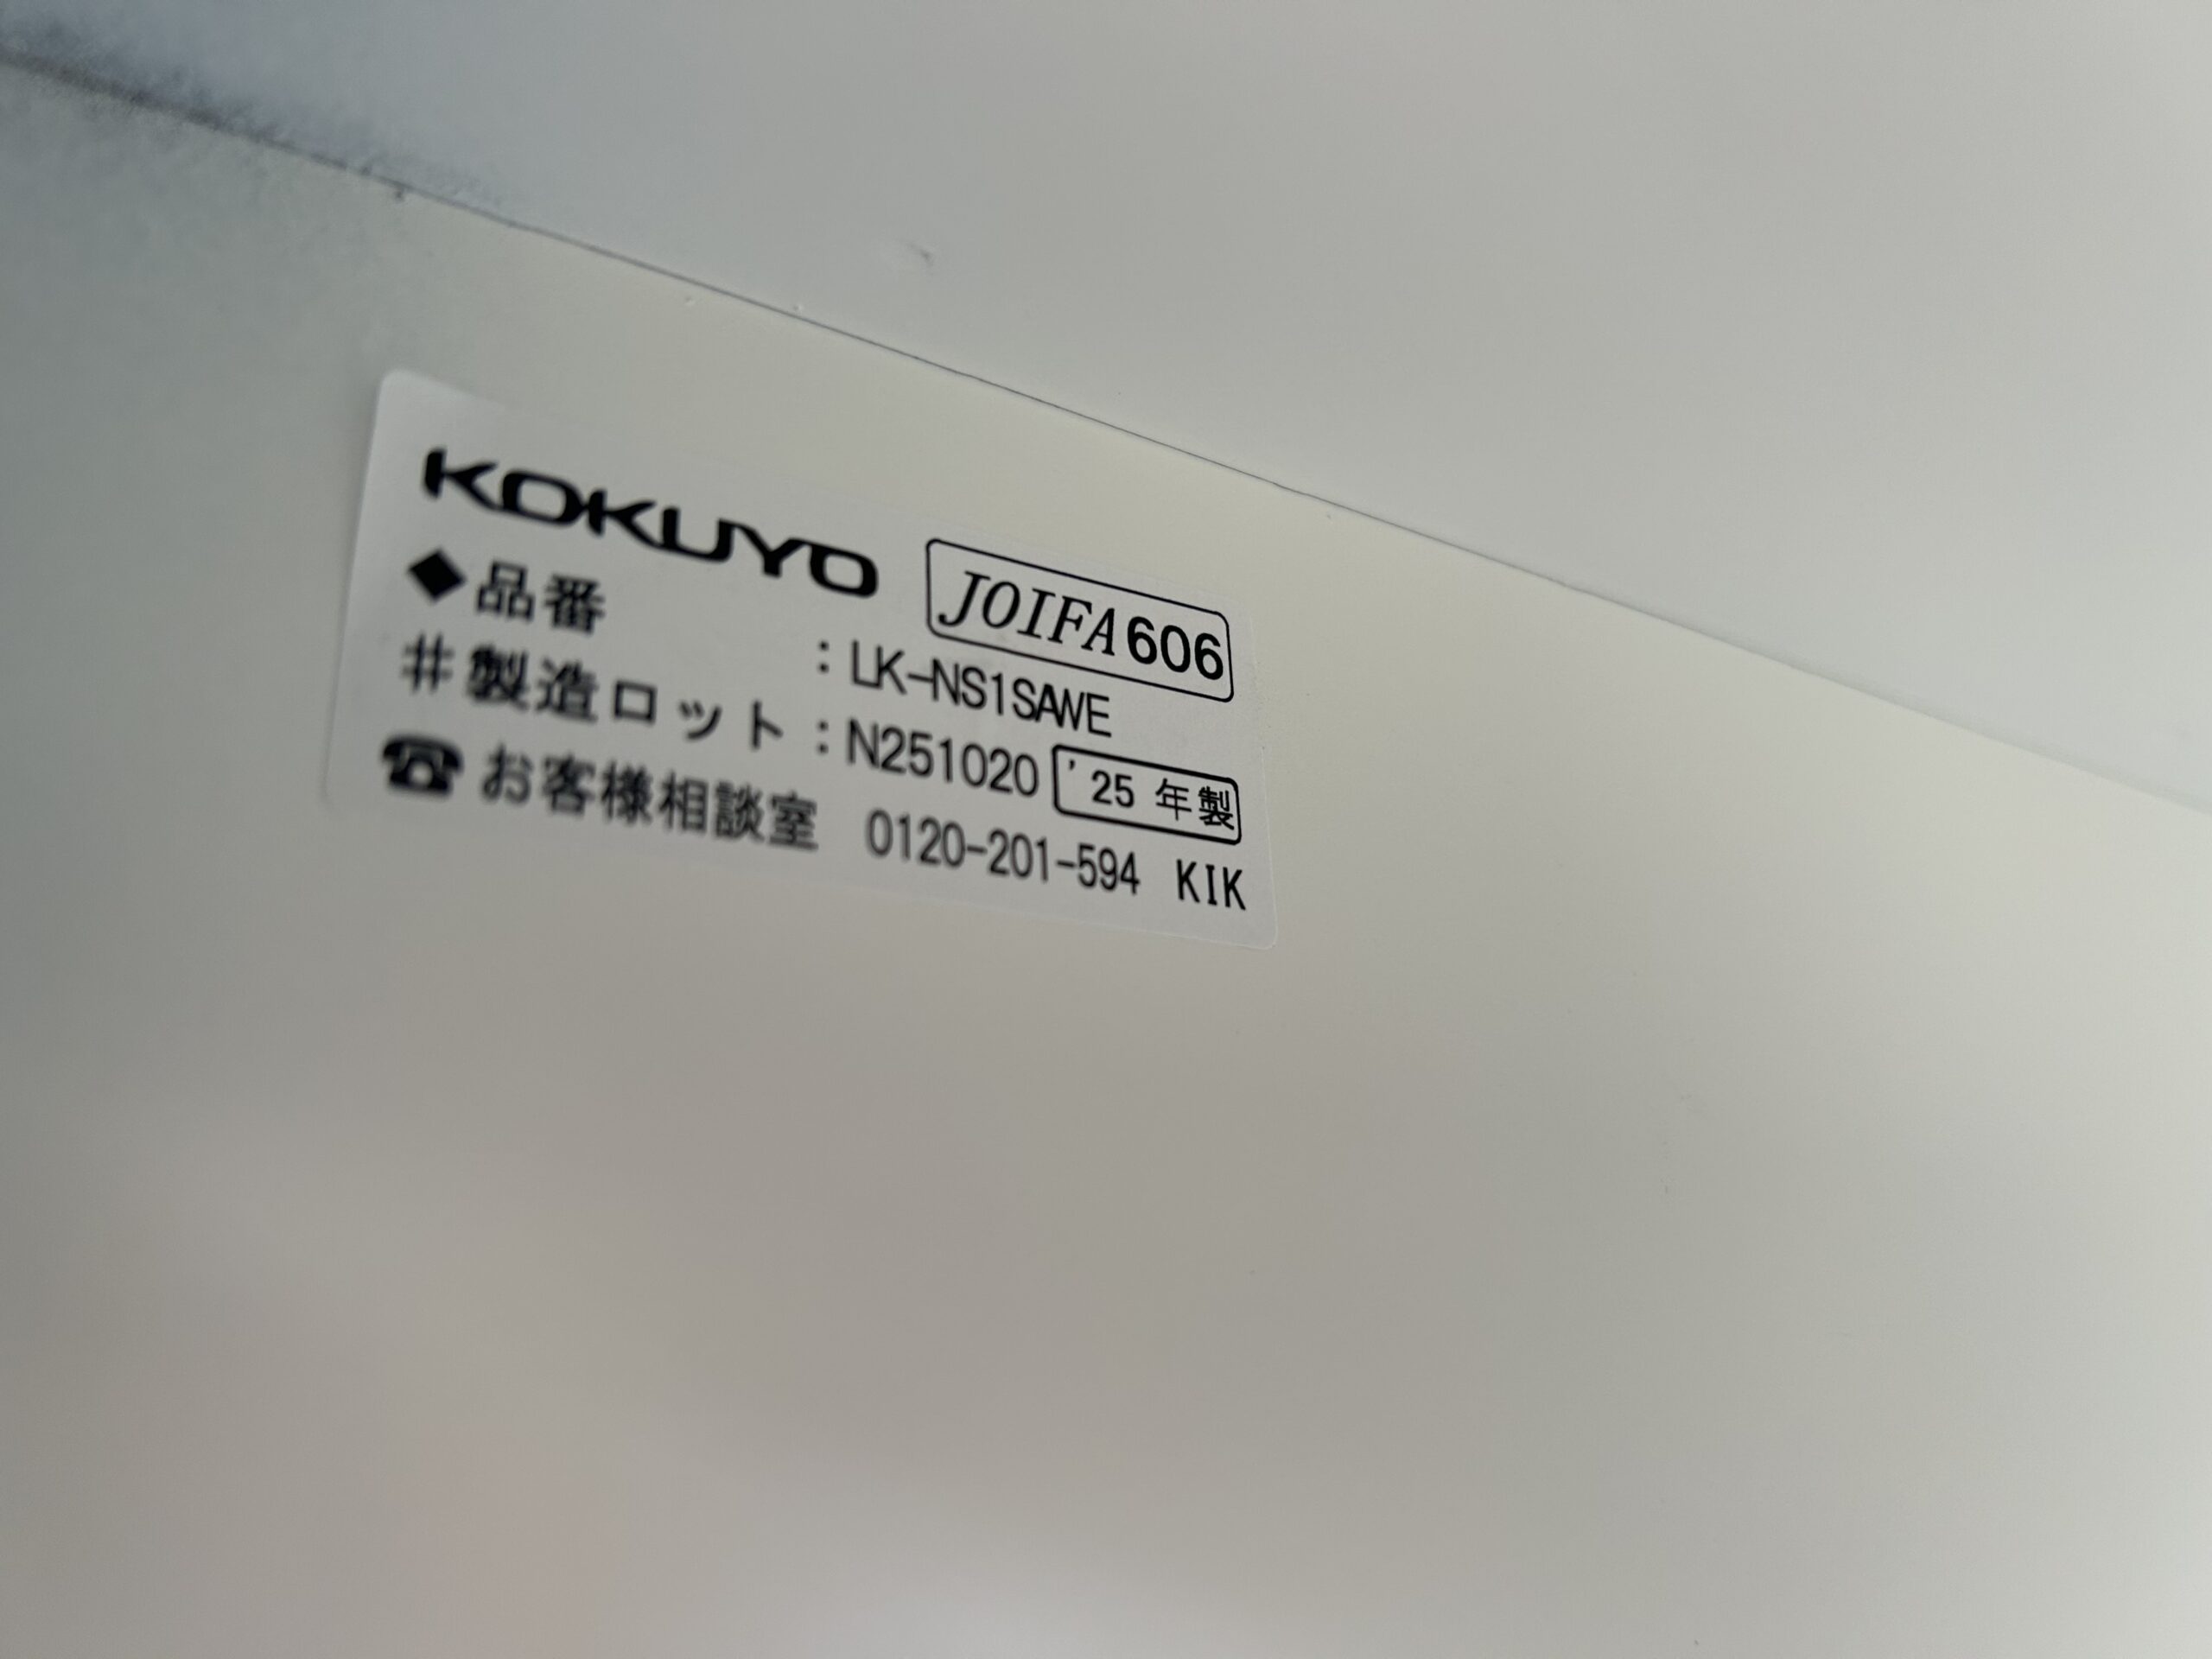 KOKUYO JOIFA606
◆品番 : LK-NS1SAWE
#製造ロット : N251020 '25 年製
☎お客様相談室 0120-201-594 KIK